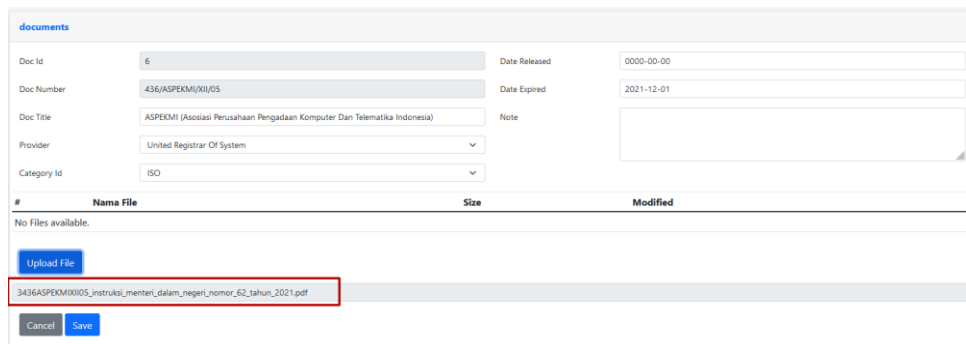 documents
Doc Id 6 Date Released 0000-00-00
Doc Number 436/ASPEKMI/XII/05 Date Expired 2021-12-01
Doc Title ASPEKMI (Asosiasi Perusahaan Pengadaan Komputer Dan Telematika Indonesia) Note
Provider United Registrar Of System
Category Id ISO
# Nama File Size Modified
No Files available.
Upload File
3436ASPEKMIXII05_instruksi_menteri_dalam_negeri_nomor_62_tahun_2021.pdf
Cancel Save